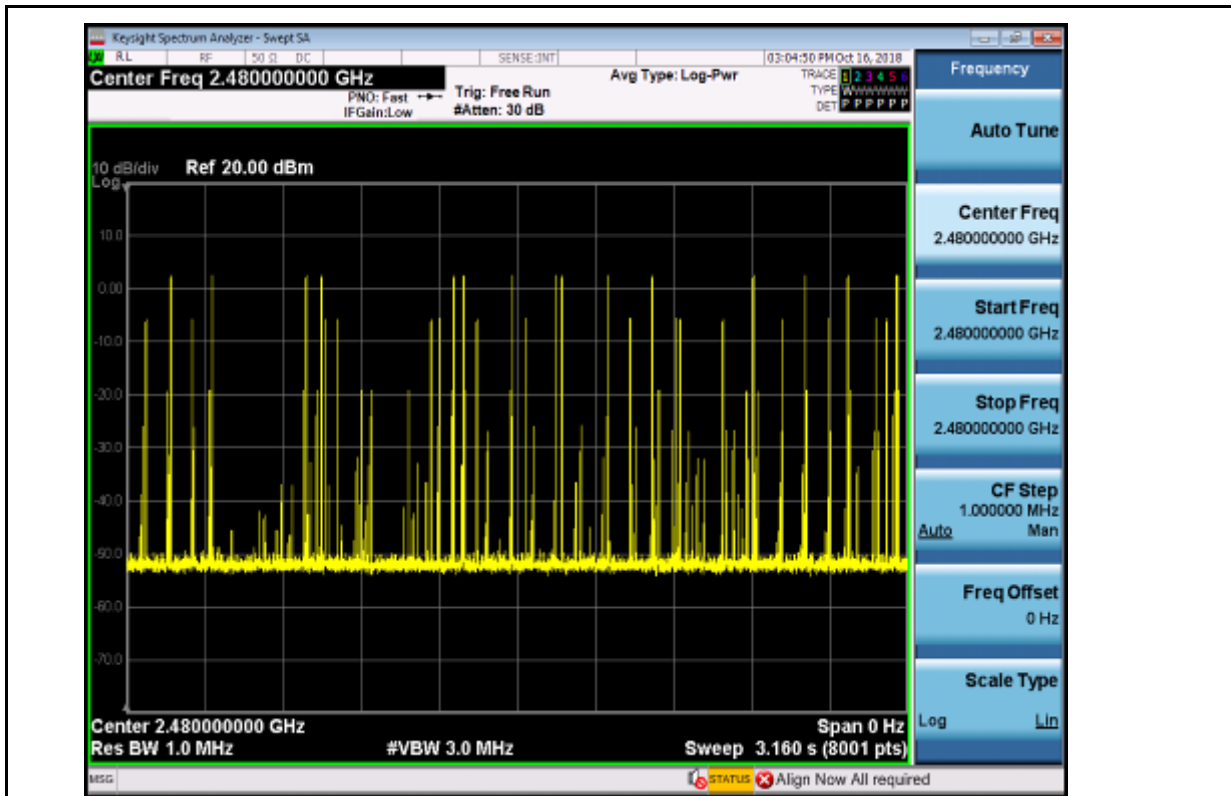 Keysight Spectrum Analyzer - Swept SA
RL RF 50 Ω DC SENSE:INT 03:04:50 PM Oct 16, 2018
Center Freq 2.480000000 GHz
Avg Type: Log-Pwr
TRACE 1 2 3 4 5 6
PNO: Fast Trig: Free Run
TYPE WWWWWW
IFGain:Low #Atten: 30 dB
DET P P P P P P
10 dB/div Ref 20.00 dBm
Log
10.0
0.00
-10.0
-20.0
-30.0
-40.0
-50.0
-60.0
-70.0
Center 2.480000000 GHz Span 0 Hz
Res BW 1.0 MHz #VBW 3.0 MHz Sweep 3.160 s (8001 pts)
MSG STATUS Align Now All required
Frequency
Auto Tune
Center Freq
2.480000000 GHz
Start Freq
2.480000000 GHz
Stop Freq
2.480000000 GHz
CF Step
1.000000 MHz
Auto Man
Freq Offset
0 Hz
Scale Type
Log Lin